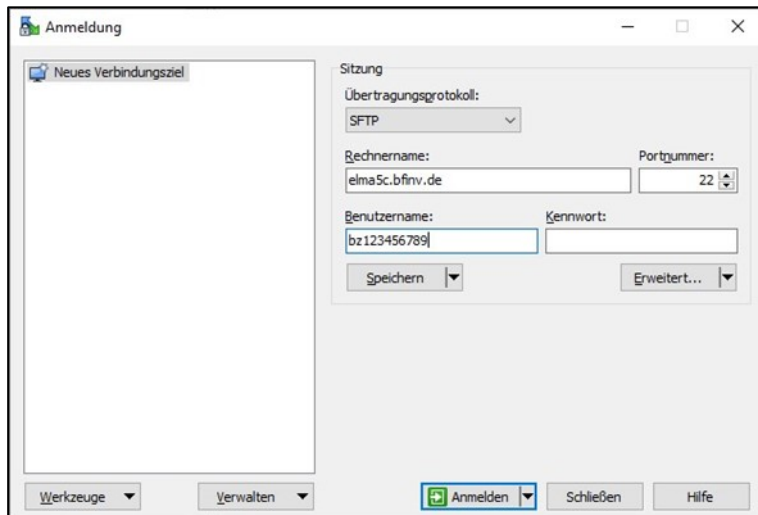 Anmeldung
Neues Verbindungsziel
Sitzung
Übertragungsprotokoll:
SFTP
Rechnername: Portnummer:
elma5c.bfinv.de 22
Benutzername: Kennwort:
bz123456789
Speichern Erweitert...
Werkzeuge Verwalten Anmelden Schließen Hilfe